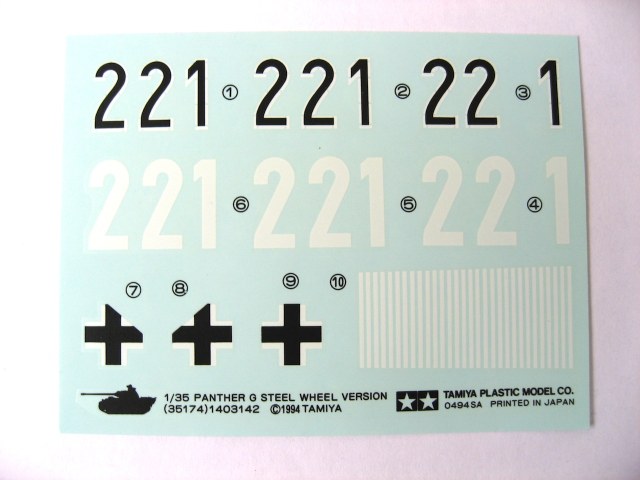 221 ① 221 ② 22 ③ 1
221 ⑥ 221 ⑤ 22 ④ 1
⑦ ⑧ ⑨ ⑩
1/35 PANTHER G STEEL WHEEL VERSION
(35174)1403142 ©1994 TAMIYA
TAMIYA PLASTIC MODEL CO.
0494SA PRINTED IN JAPAN